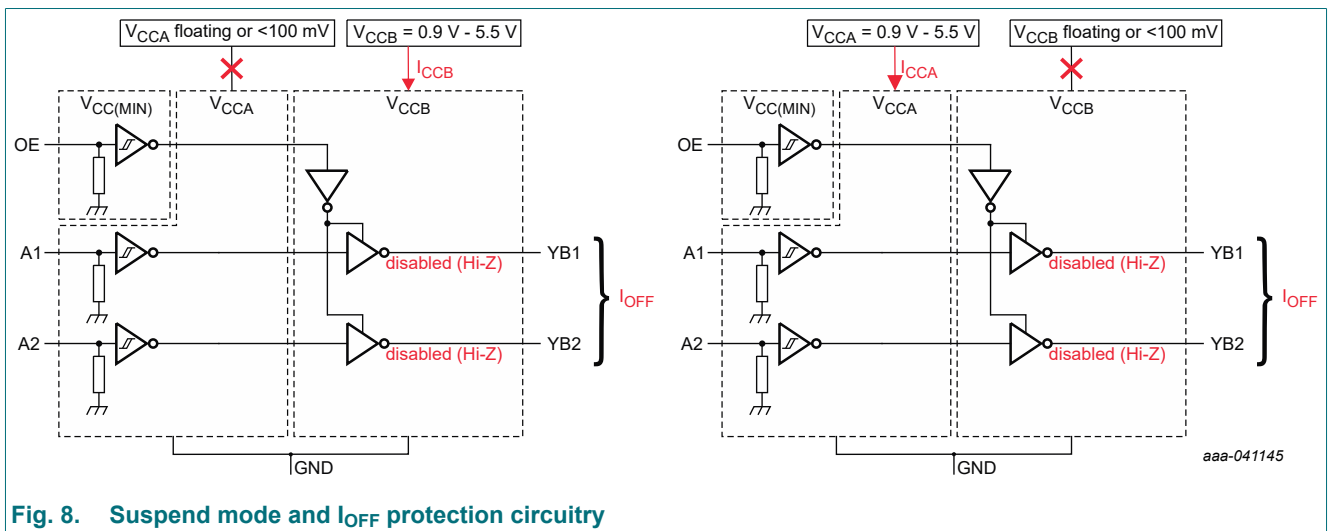 VCCA floating or <100 mV
VCCB = 0.9 V - 5.5 V
ICCB
VCC(MIN)
VCCA
VCCB
OE
A1
disabled (Hi-Z)
YB1
IOFF
A2
disabled (Hi-Z)
YB2
GND
VCCA = 0.9 V - 5.5 V
VCCB floating or <100 mV
ICCA
VCC(MIN)
VCCA
VCCB
OE
A1
disabled (Hi-Z)
YB1
IOFF
A2
disabled (Hi-Z)
YB2
GND
aaa-041145
Fig. 8. Suspend mode and IOFF protection circuitry